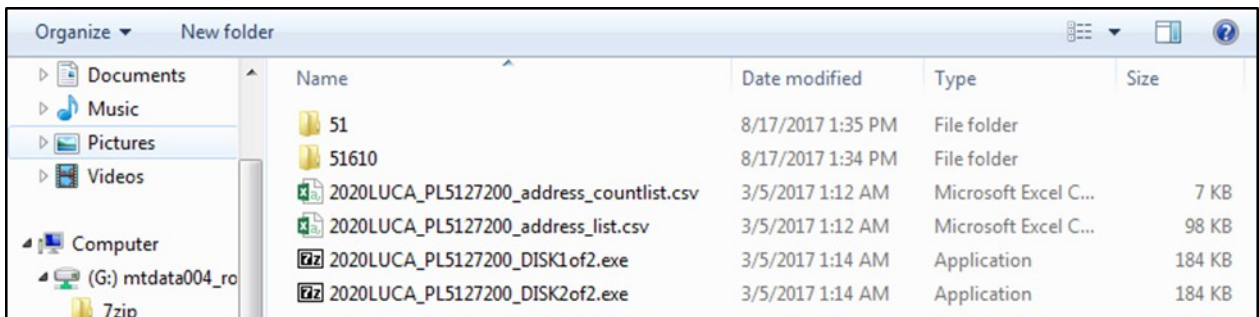 Organize New folder
Documents
Music
Pictures
Videos
Computer
(G:) mtdata004_ro
7zip
Name Date modified Type Size
51 8/17/2017 1:35 PM File folder
51610 8/17/2017 1:34 PM File folder
2020LUCA_PL5127200_address_countlist.csv 3/5/2017 1:12 AM Microsoft Excel C... 7 KB
2020LUCA_PL5127200_address_list.csv 3/5/2017 1:12 AM Microsoft Excel C... 98 KB
2020LUCA_PL5127200_DISK1of2.exe 3/5/2017 1:14 AM Application 184 KB
2020LUCA_PL5127200_DISK2of2.exe 3/5/2017 1:14 AM Application 184 KB